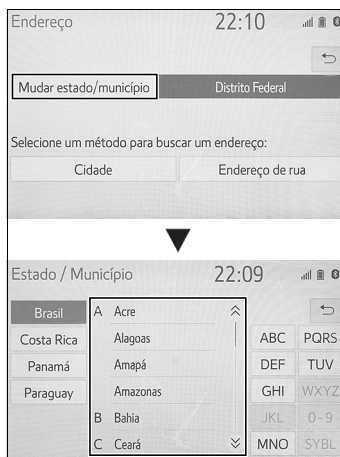 Endereço 22:10
Mudar estado/município Distrito Federal
Selecione um método para buscar um endereço:
Cidade Endereço de rua
Estado / Município 22:09
Brasil A Acre
Costa Rica Alagoas ABC PQRS
Panamá Amapá DEF TUV
Paraguay Amazonas GHI WXYZ
B Bahia JKL 0-9
C Ceará MNO SYBL